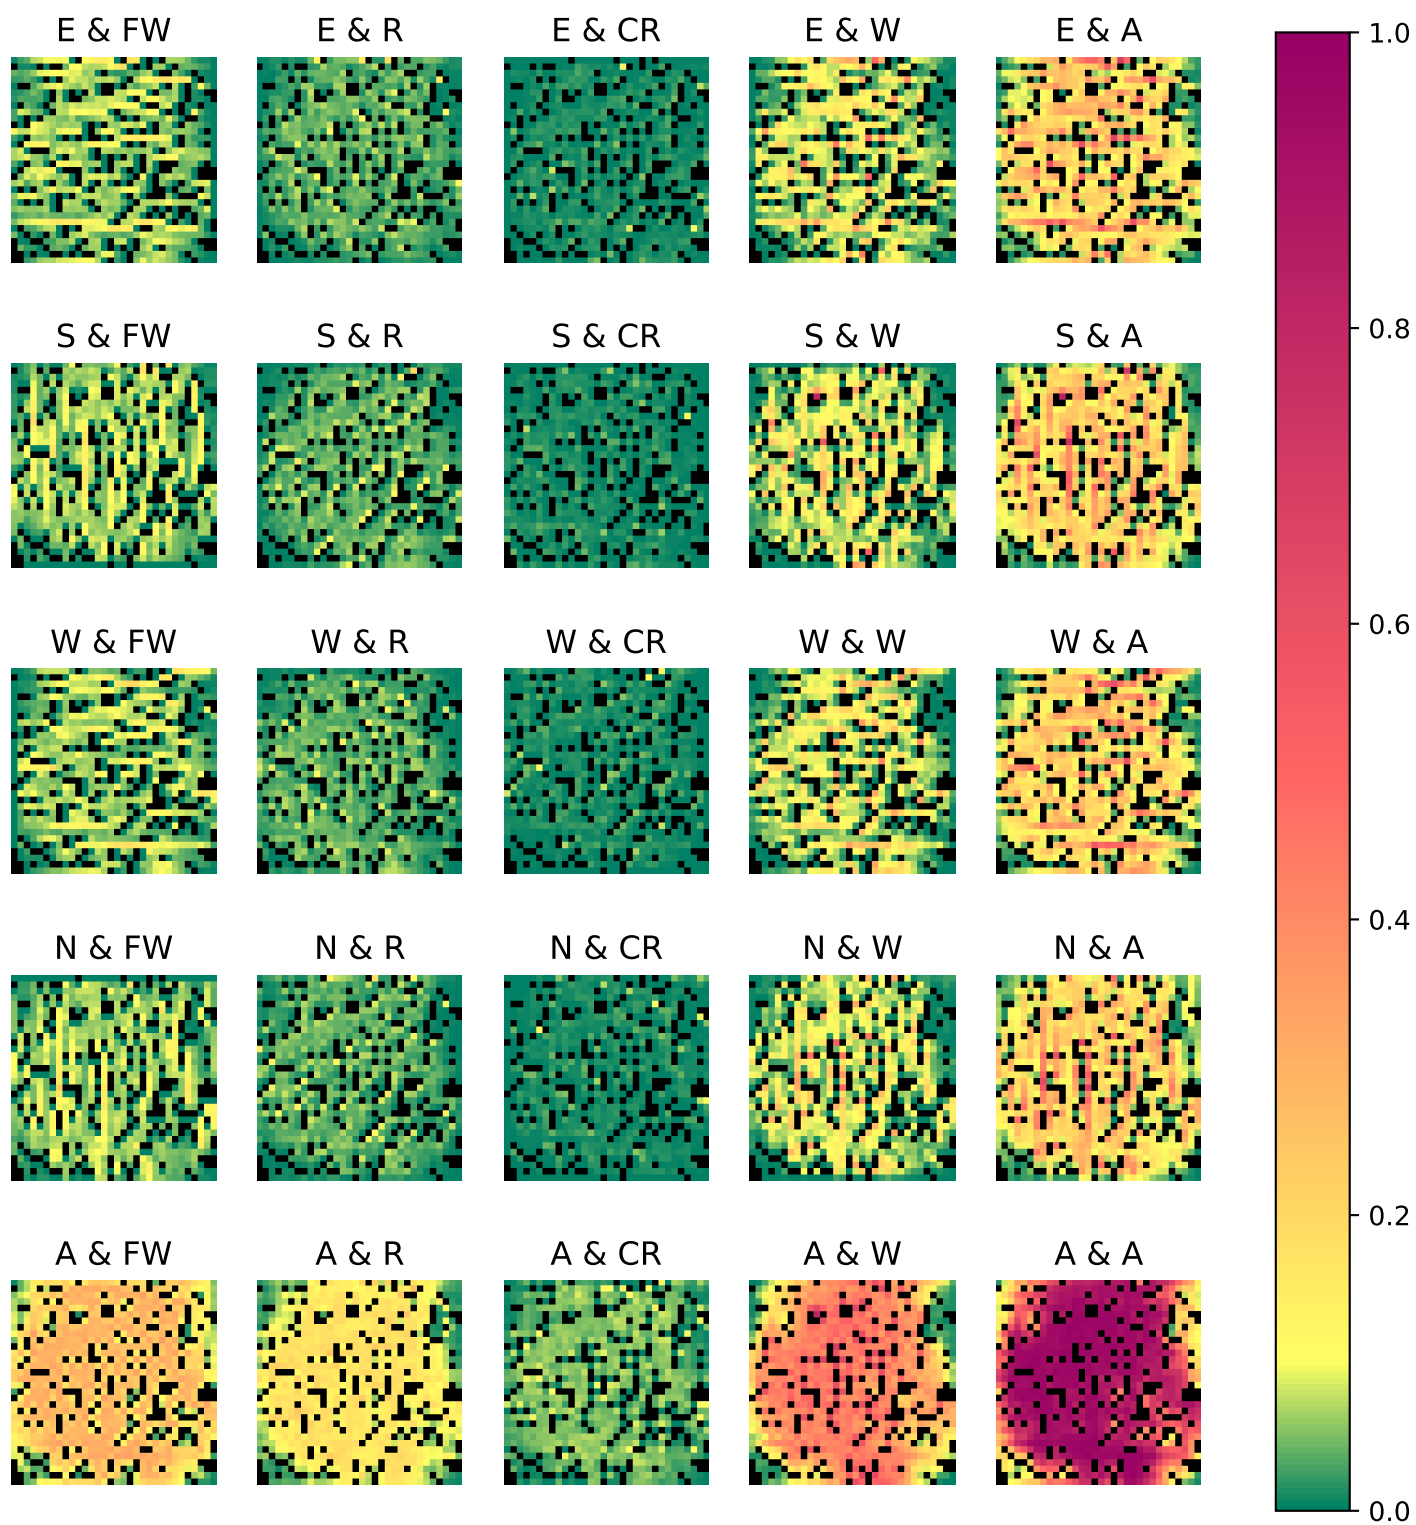 E & FW E & R E & CR E & W E & A
1.0
S & FW S & R S & CR S & W S & A
0.8
W & FW W & R W & CR W & W W & A
0.6
0.4
N & FW N & R N & CR N & W N & A
0.2
A & FW A & R A & CR A & W A & A
0.0